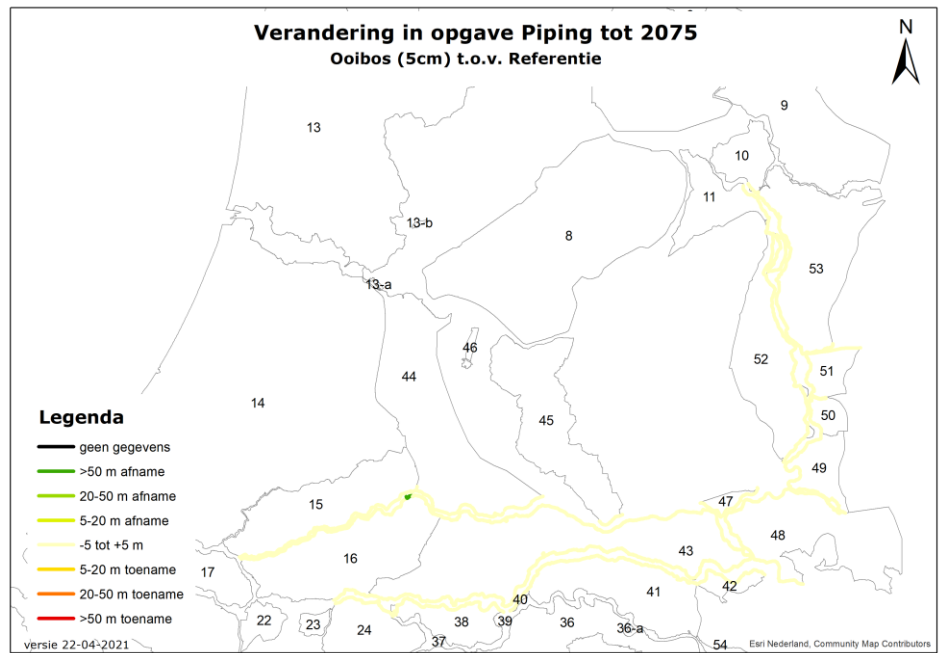 Verandering in opgave Piping tot 2075
Ooibos (5cm) t.o.v. Referentie
N
9
13
10
11
13-b
8
53
13-a
46
52
44
51
14
45
50
Legenda
geen gegevens
>50 m afname
20-50 m afname
5-20 m afname
-5 tot +5 m
5-20 m toename
20-50 m toename
>50 m toename
49
15
47
48
16
43
17
42
41
40
22
23
24
38
39
36
36-a
37
54
versie 22-04-2021
Esri Nederland, Community Map Contributors